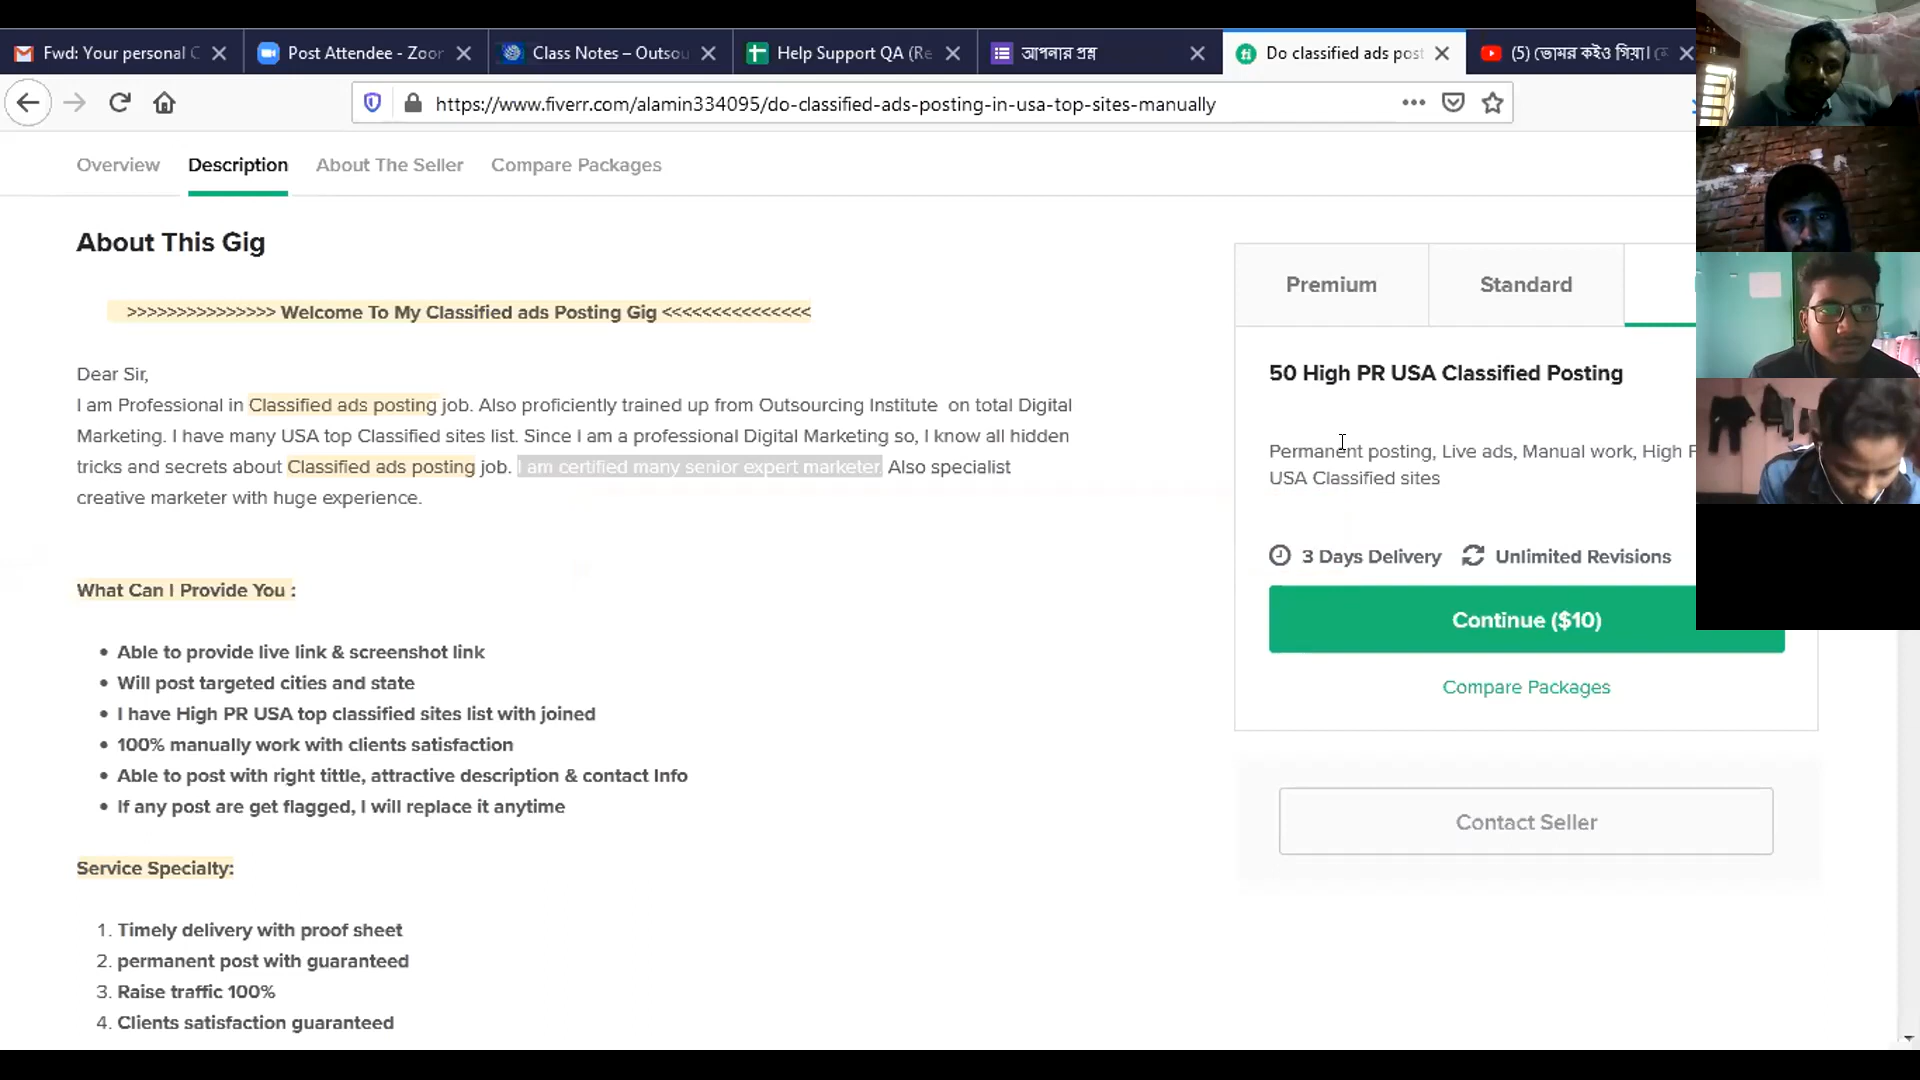 Fwd: Your personal C
Post Attendee - Zoor
Class Notes – Outsou
Help Support QA (Re
আপনার প্রশ্ন
Do classified ads post
(5) ভোমর কইও গিয়া।
https://www.fiverr.com/alamin334095/do-classified-ads-posting-in-usa-top-sites-manually
Overview Description About The Seller Compare Packages
About This Gig
>>>>>>>>>>>>>>> Welcome To My Classified ads Posting Gig <<<<<<<<<<<<<<<
Dear Sir,
I am Professional in Classified ads posting job. Also proficiently trained up from Outsourcing Institute on total Digital
Marketing. I have many USA top Classified sites list. Since I am a professional Digital Marketing so, I know all hidden
tricks and secrets about Classified ads posting job. I am certified many senior expert marketer. Also specialist
creative marketer with huge experience.
What Can I Provide You :
• Able to provide live link & screenshot link
• Will post targeted cities and state
• I have High PR USA top classified sites list with joined
• 100% manually work with clients satisfaction
• Able to post with right tittle, attractive description & contact Info
• If any post are get flagged, I will replace it anytime
Service Specialty:
1. Timely delivery with proof sheet
2. permanent post with guaranteed
3. Raise traffic 100%
4. Clients satisfaction guaranteed
Premium Standard
50 High PR USA Classified Posting
Permanent posting, Live ads, Manual work, High P
USA Classified sites
3 Days Delivery Unlimited Revisions
Continue ($10)
Compare Packages
Contact Seller